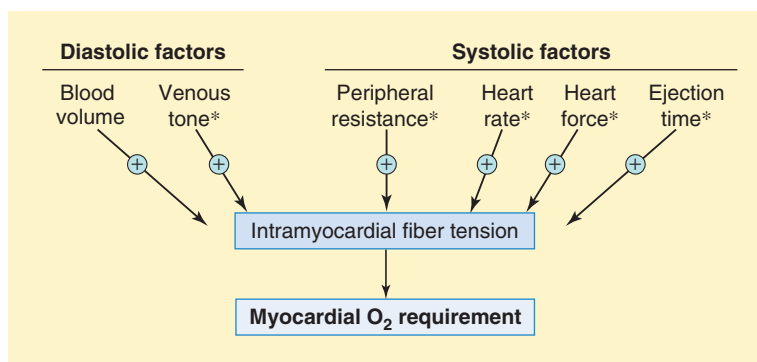 Diastolic factors
Systolic factors
Blood volume
Venous tone*
Peripheral resistance*
Heart rate*
Heart force*
Ejection time*
+
+
+
+
+
+
Intramyocardial fiber tension
Myocardial O₂ requirement